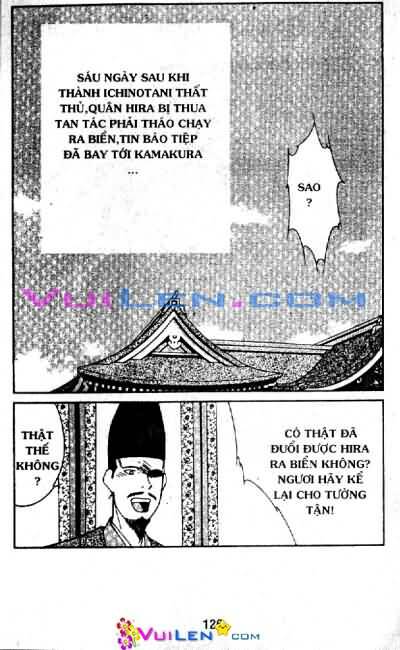 SÁU NGÀY SAU KHI
THÀNH ICHINOTANI THẤT
THỦ,QUÂN HIRA BỊ THUA
TAN TÁC PHẢI THÁO CHẠY
RA BIỂN,TIN BẢO TIỆP
ĐÃ BAY TỚI KAMAKURA
...
SAO
?
VUILEN.COM
THẬT
THẾ
KHÔNG
?
CÓ THẬT ĐÃ
ĐUỔI ĐƯỢC HIRA
RA BIỂN KHÔNG?
NGƯƠI HÃY KỂ
LẠI CHO TƯỜNG
TẬN!
VUILEN
.COM